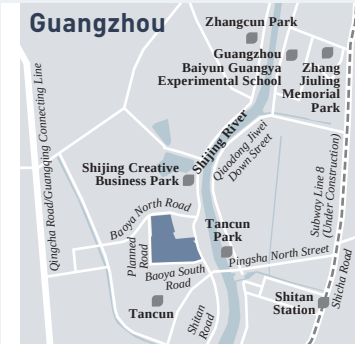 Guangzhou
Zhangcun Park
Guangzhou
Baiyun Guangya
Experimental School
Zhang
Jiuling
Memorial
Park
Qingcha Road/Guangqing Connecting Line
Shijing River
Qiaodong Jiwei
Down Street
Subway Line 8
(Under Construction)
Shijing Creative
Business Park
Baoya North Road
Planned
Road
Tancun
Park
Pingsha North Street
Shicha Road
Baoya South
Road
Tancun
Shitan
Road
Shitan
Station